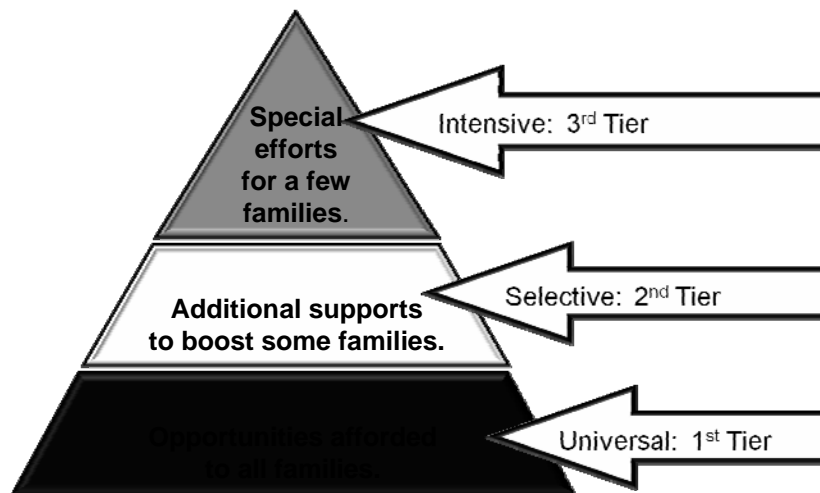 Special
efforts
for a few
families.
Intensive: 3rd Tier
Additional supports
to boost some families.
Selective: 2nd Tier
Opportunities afforded
to all families.
Universal: 1st Tier